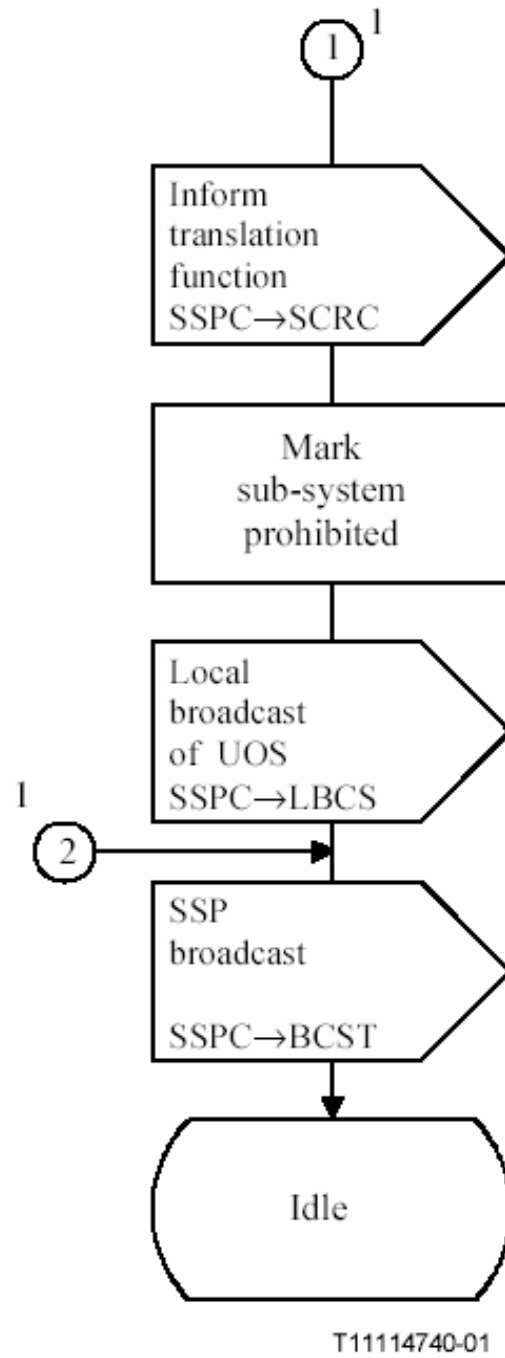 1
1
Inform
translation
function
SSPC→SCRC
Mark
sub-system
prohibited
Local
broadcast
of UOS
SSPC→LBCS
1
2
SSP
broadcast
SSPC→BCST
Idle
T11114740-01